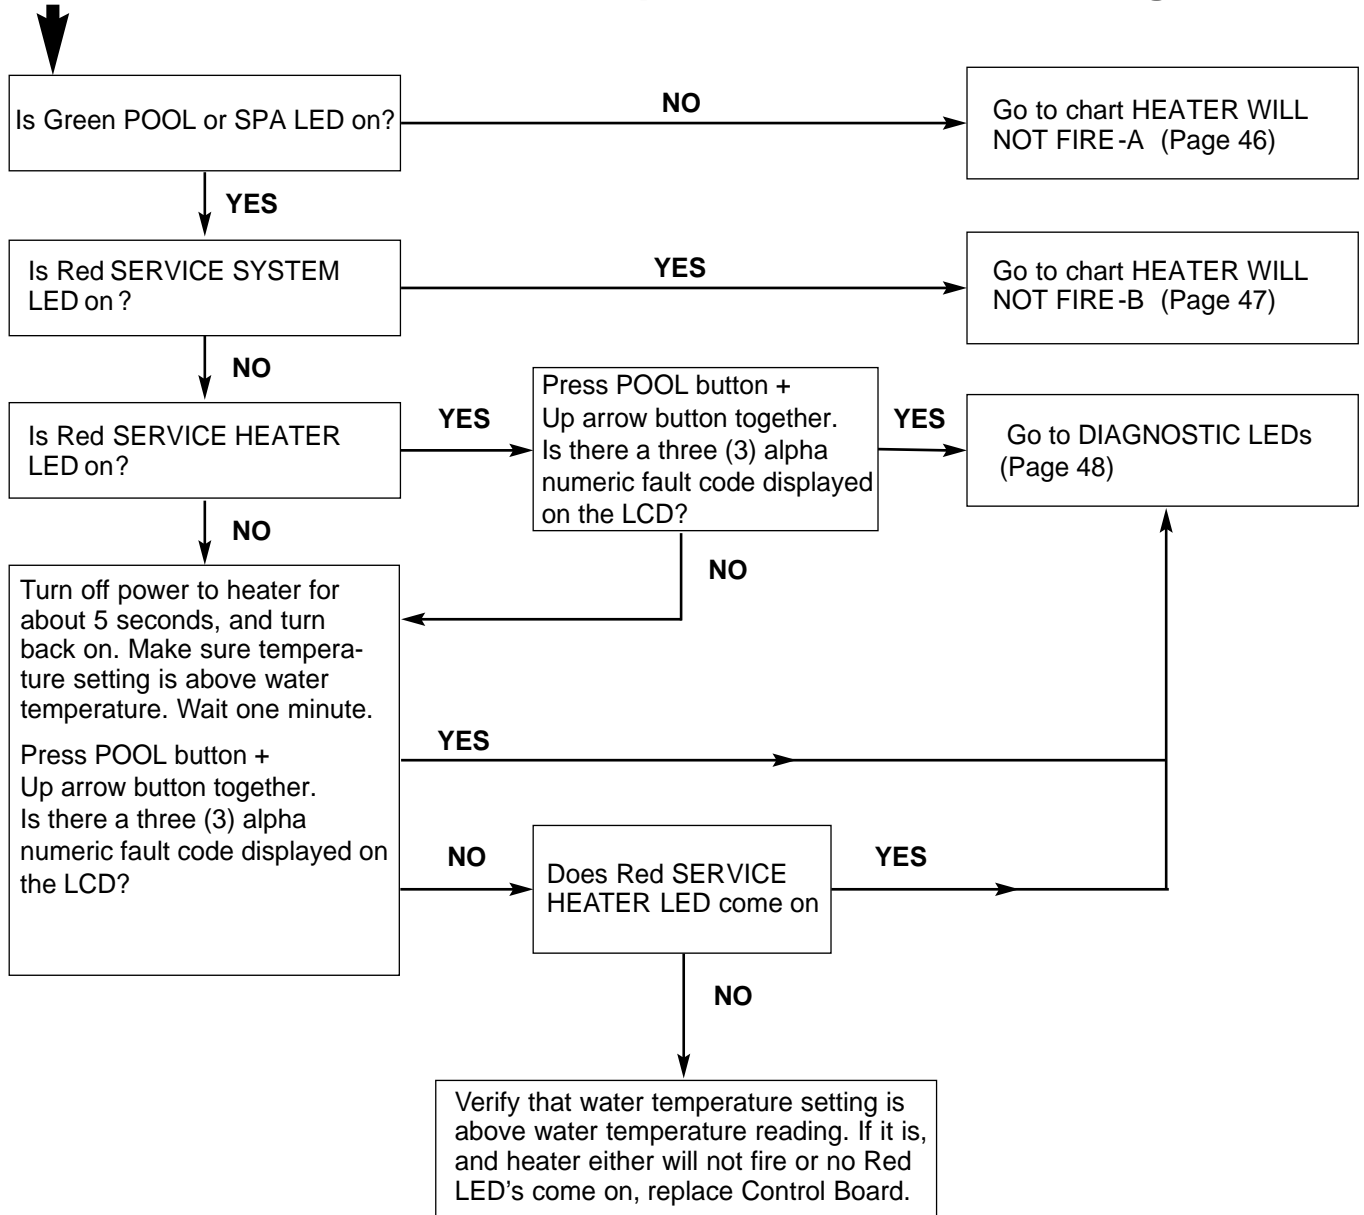 Is Green POOL or SPA LED on?
NO
Go to chart HEATER WILL
NOT FIRE-A (Page 46)
YES
Is Red SERVICE SYSTEM
LED on?
YES
Go to chart HEATER WILL
NOT FIRE-B (Page 47)
NO
Is Red SERVICE HEATER
LED on?
YES
Press POOL button +
Up arrow button together.
Is there a three (3) alpha
numeric fault code displayed
on the LCD?
YES
Go to DIAGNOSTIC LEDs
(Page 48)
NO
NO
Turn off power to heater for
about 5 seconds, and turn
back on. Make sure tempera-
ture setting is above water
temperature. Wait one minute.
Press POOL button +
Up arrow button together.
Is there a three (3) alpha
numeric fault code displayed on
the LCD?
YES
NO
Does Red SERVICE
HEATER LED come on
YES
NO
Verify that water temperature setting is
above water temperature reading. If it is,
and heater either will not fire or no Red
LED's come on, replace Control Board.